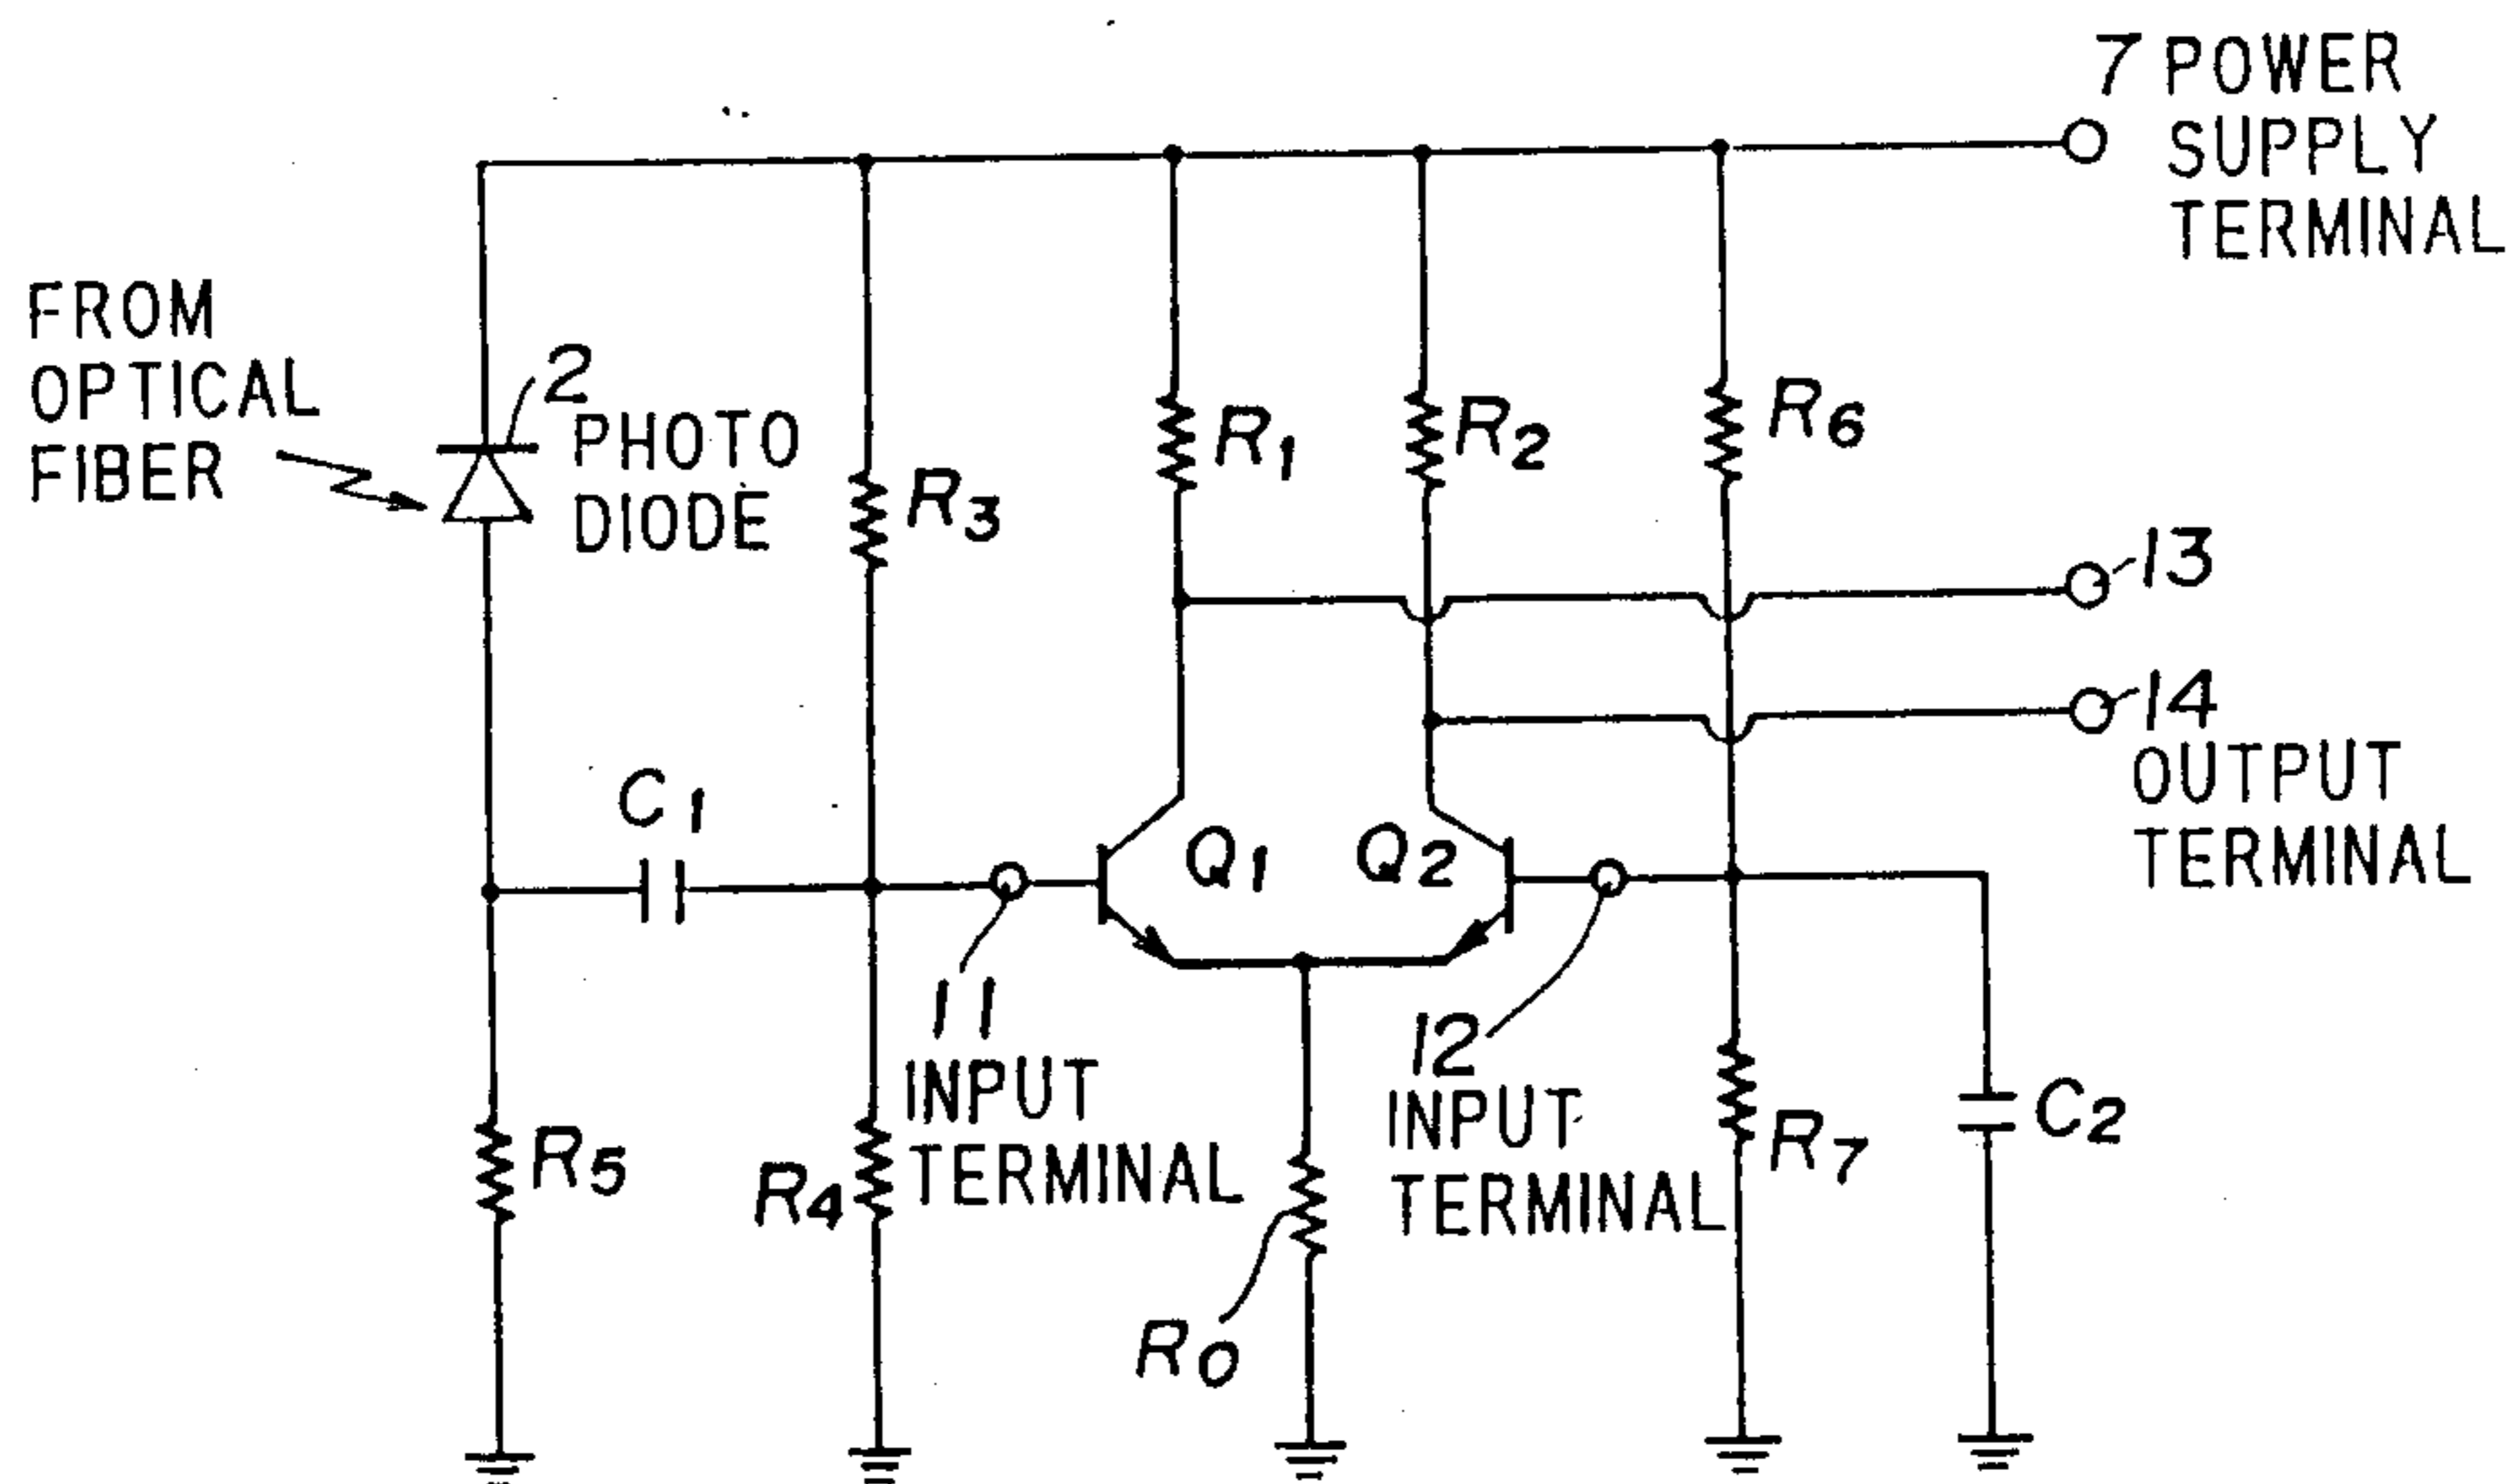 7 POWER
SUPPLY
TERMINAL
FROM
OPTICAL
FIBER
2
PHOTO
DIODE
R3
R1
R2
R6
13
14
OUTPUT
TERMINAL
C1
Q1
Q2
11
INPUT
TERMINAL
12
INPUT
TERMINAL
R5
R4
R0
R7
C2